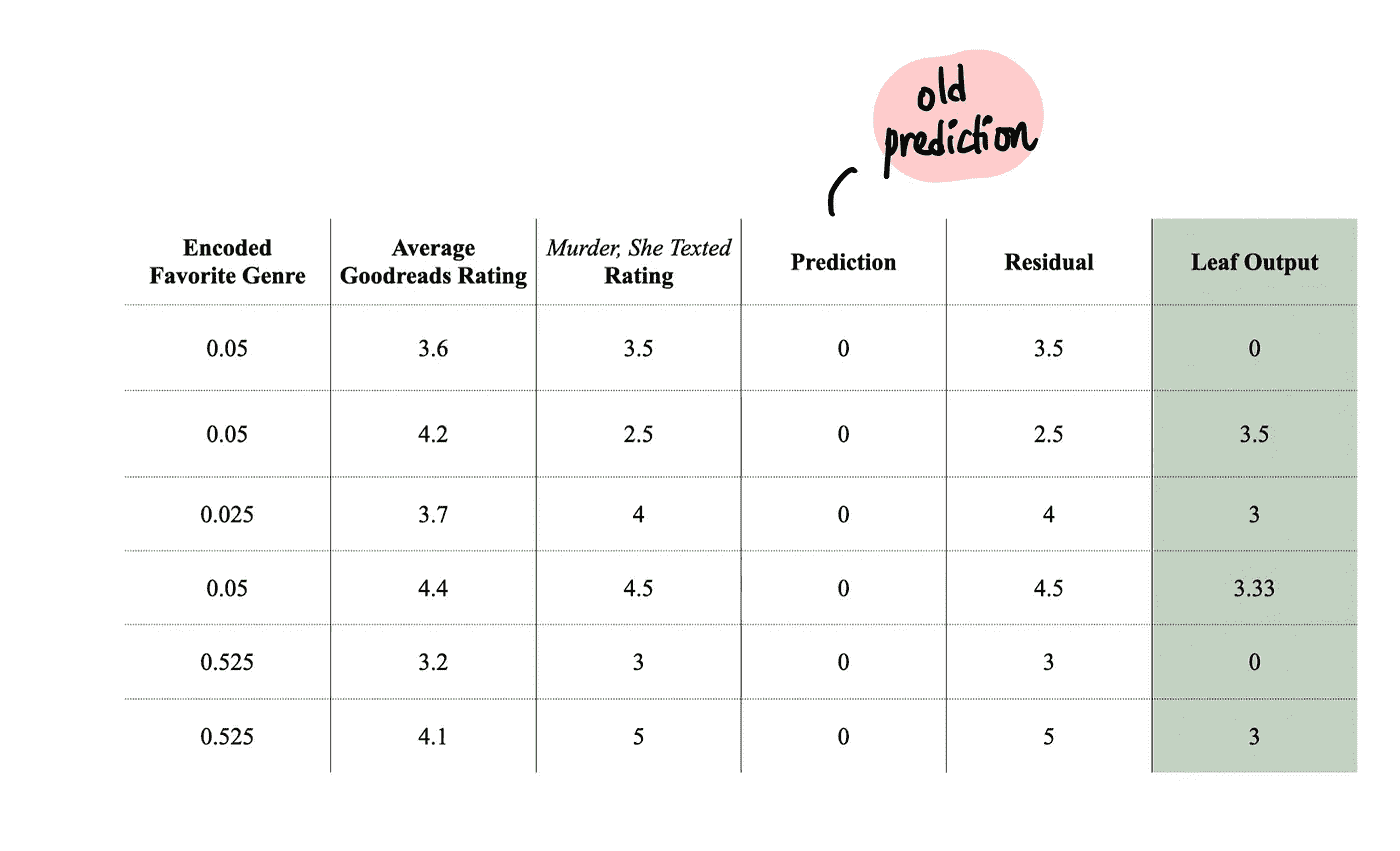 old
prediction
Encoded Favorite Genre | Average Goodreads Rating | Murder, She Texted Rating | Prediction | Residual | Leaf Output
0.05 | 3.6 | 3.5 | 0 | 3.5 | 0
0.05 | 4.2 | 2.5 | 0 | 2.5 | 3.5
0.025 | 3.7 | 4 | 0 | 4 | 3
0.05 | 4.4 | 4.5 | 0 | 4.5 | 3.33
0.525 | 3.2 | 3 | 0 | 3 | 0
0.525 | 4.1 | 5 | 0 | 5 | 3